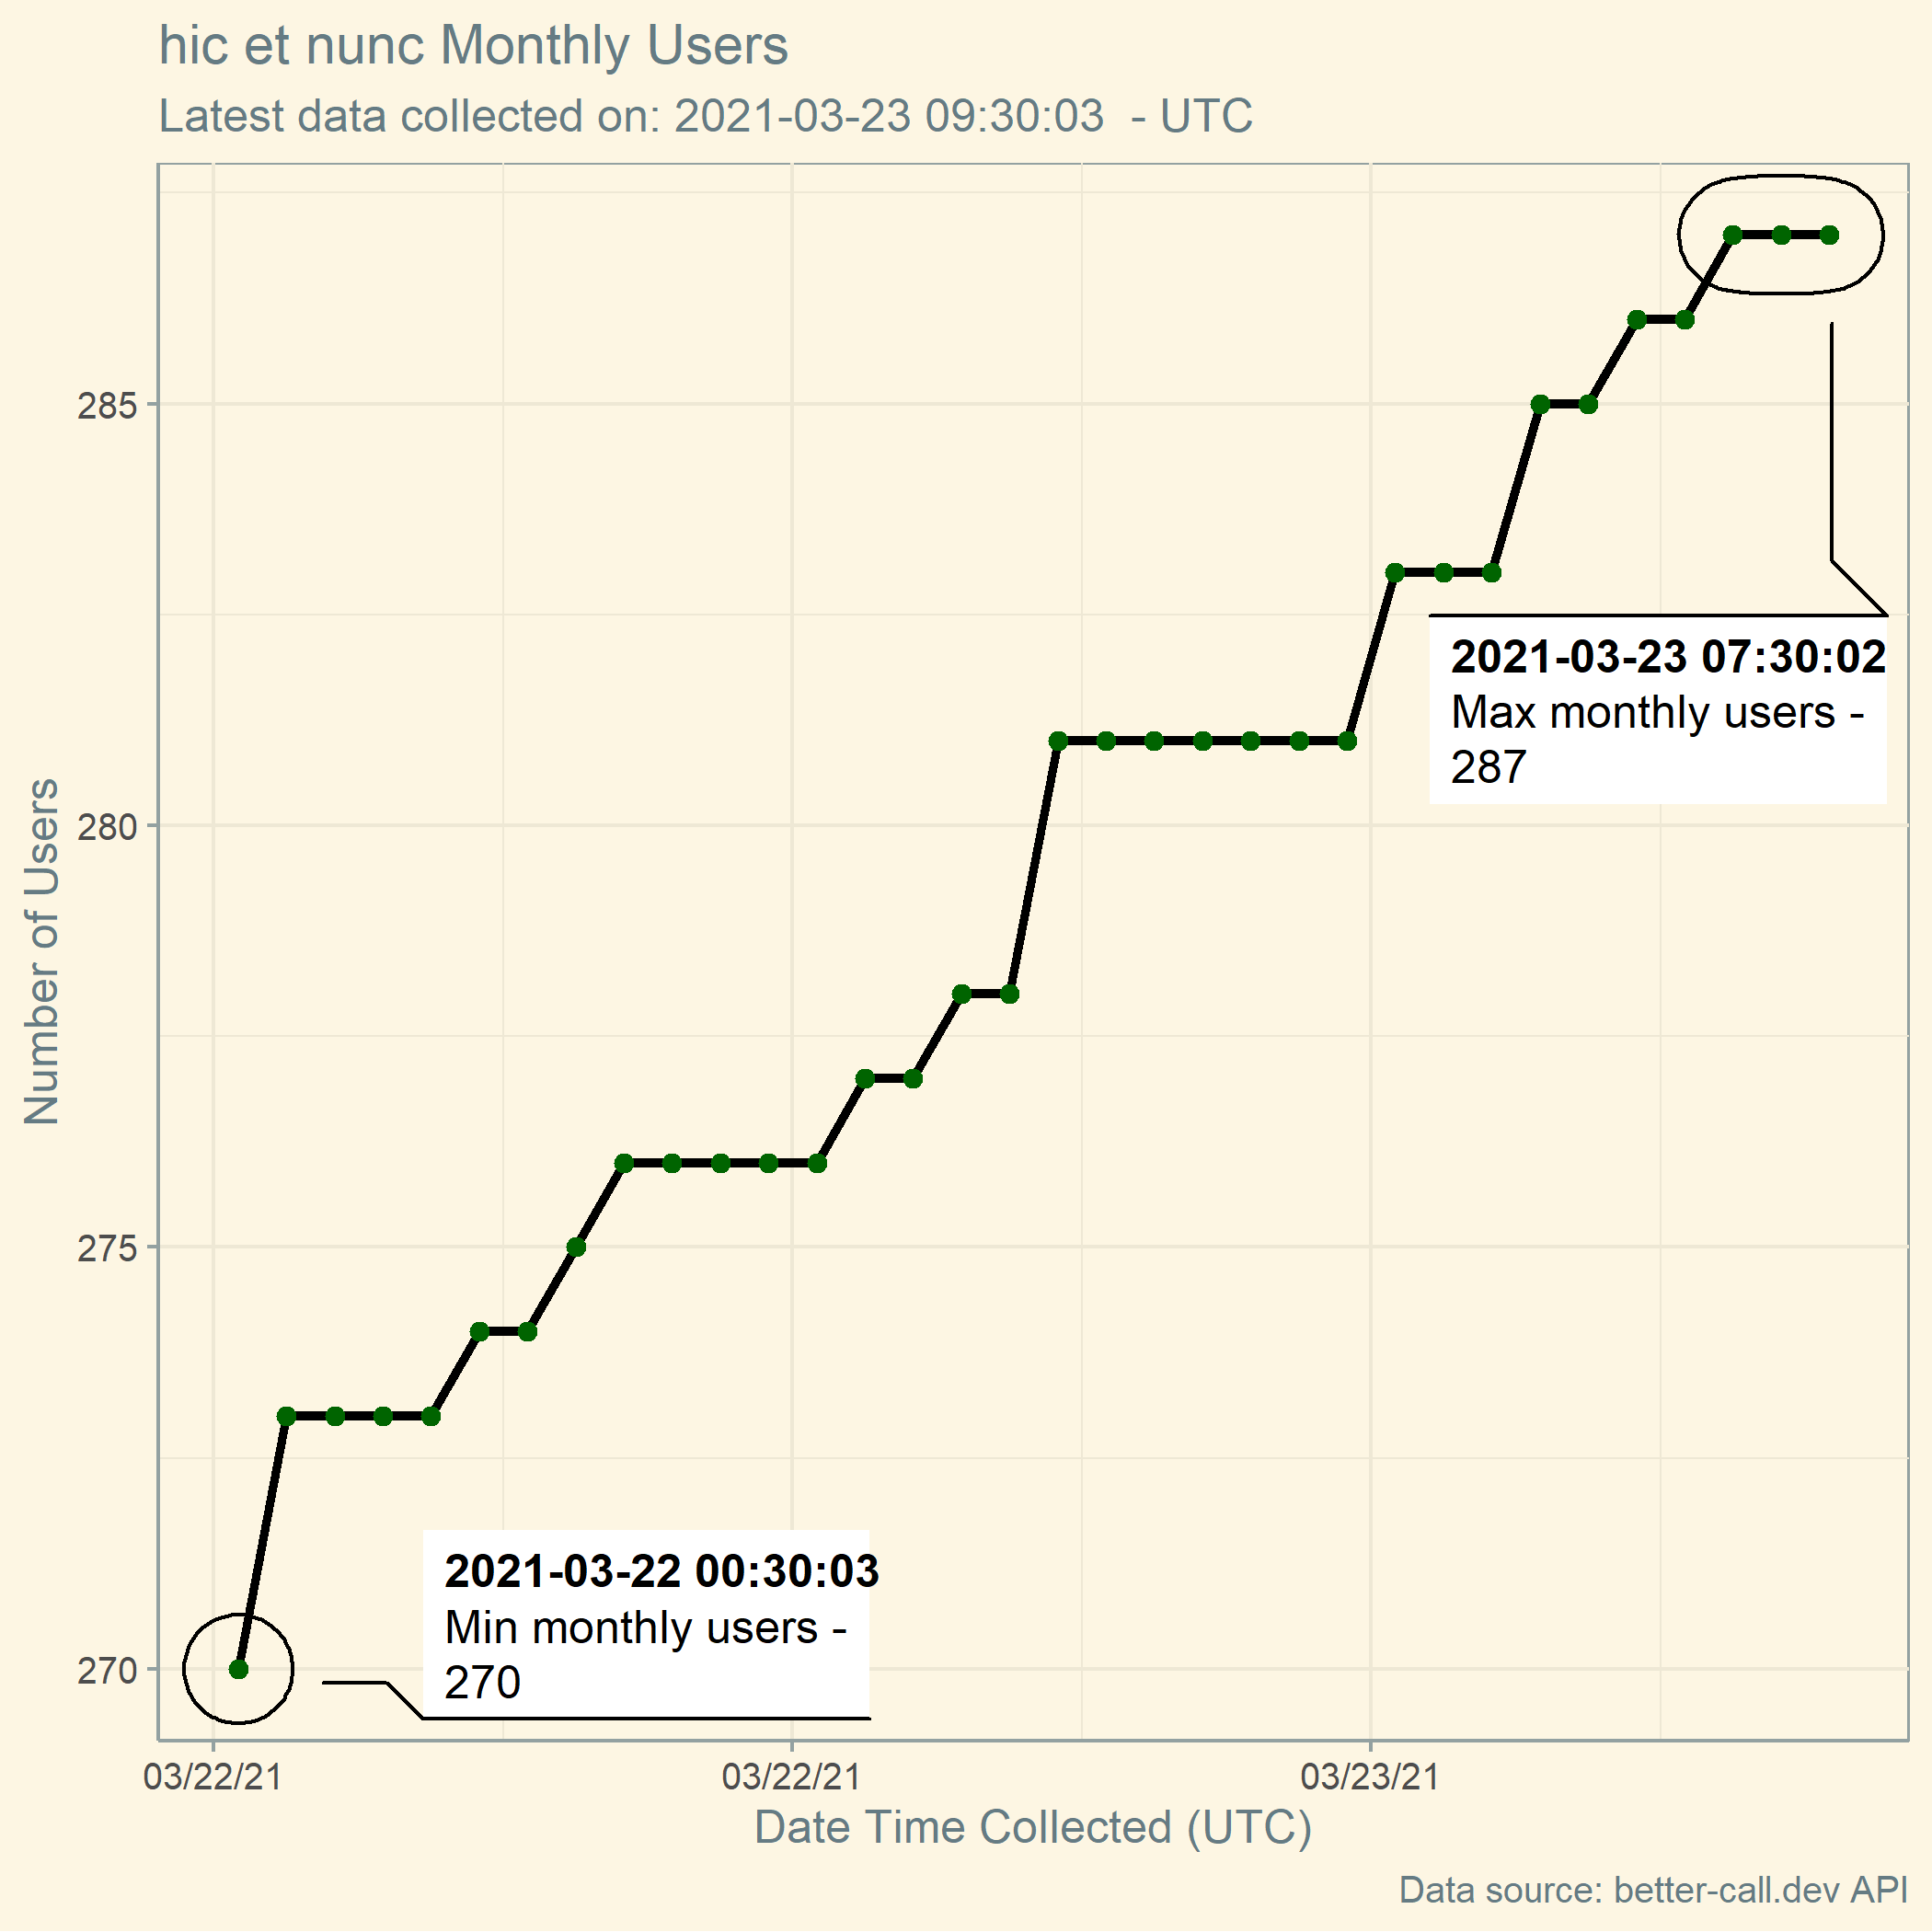 hic et nunc Monthly Users
Latest data collected on: 2021-03-23 09:30:03  - UTC
Number of Users
285
280
275
270
2021-03-23 07:30:02
Max monthly users -
287
2021-03-22 00:30:03
Min monthly users -
270
03/22/21
03/22/21
03/23/21
Date Time Collected (UTC)
Data source: better-call.dev API